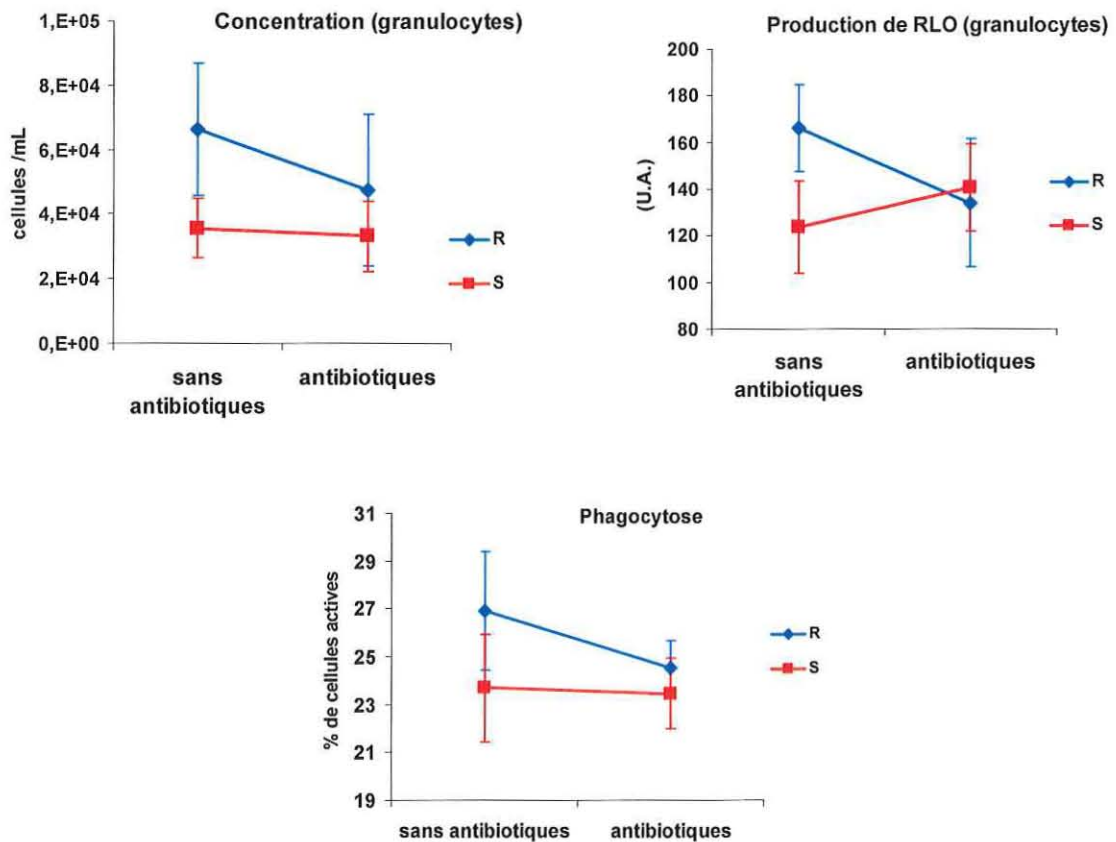 Concentration (granulocytes)
1,E+05
8,E+04
6,E+04
4,E+04
2,E+04
0,E+00
cellules /mL
R
S
sans
antibiotiques
antibiotiques
Production de RLO (granulocytes)
200
180
160
140
120
100
80
(U.A.)
R
S
sans
antibiotiques
antibiotiques
Phagocytose
31
29
27
25
23
21
19
% de cellules actives
R
S
sans antibiotiques
antibiotiques